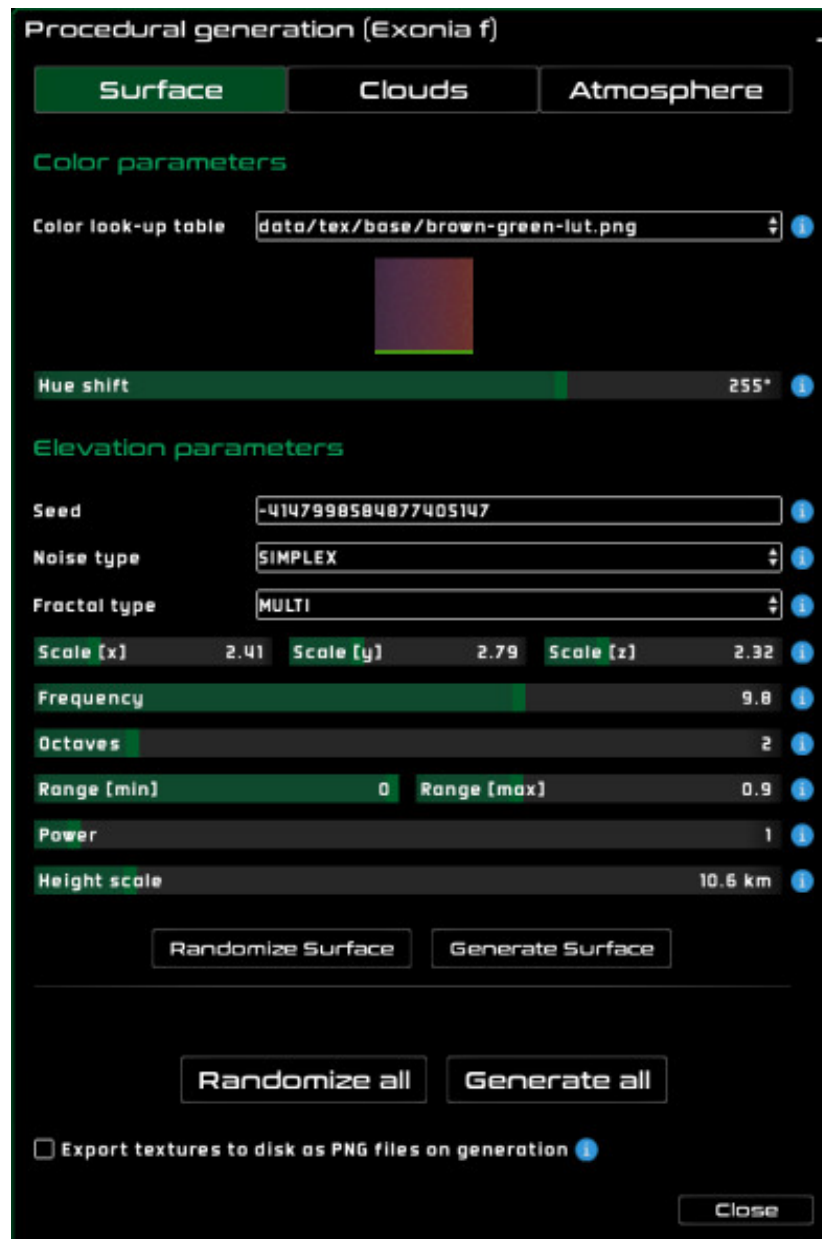 Procedural generation (Exonia f)
Surface Clouds Atmosphere
Color parameters
Color look-up table data/tex/base/brown-green-lut.png
Hue shift 255°
Elevation parameters
Seed -4147998584877405147
Noise type SIMPLEX
Fractal type MULTI
Scale [x] 2.41 Scale [y] 2.79 Scale [z] 2.32
Frequency 9.8
Octaves 2
Range [min] 0 Range [max] 0.9
Power 1
Height scale 10.6 km
Randomize Surface Generate Surface
Randomize all Generate all
Export textures to disk as PNG files on generation
Close